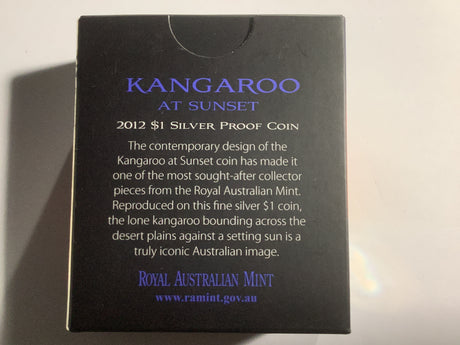 KANGAROO
AT SUNSET
2012 $1 SILVER PROOF COIN
The contemporary design of the
Kangaroo at Sunset coin has made it
one of the most sought-after collector
pieces from the Royal Australian Mint.
Reproduced on this fine silver $1 coin,
the lone kangaroo bounding across the
desert plains against a setting sun is a
truly iconic Australian image.
ROYAL AUSTRALIAN MINT
www.ramint.gov.au